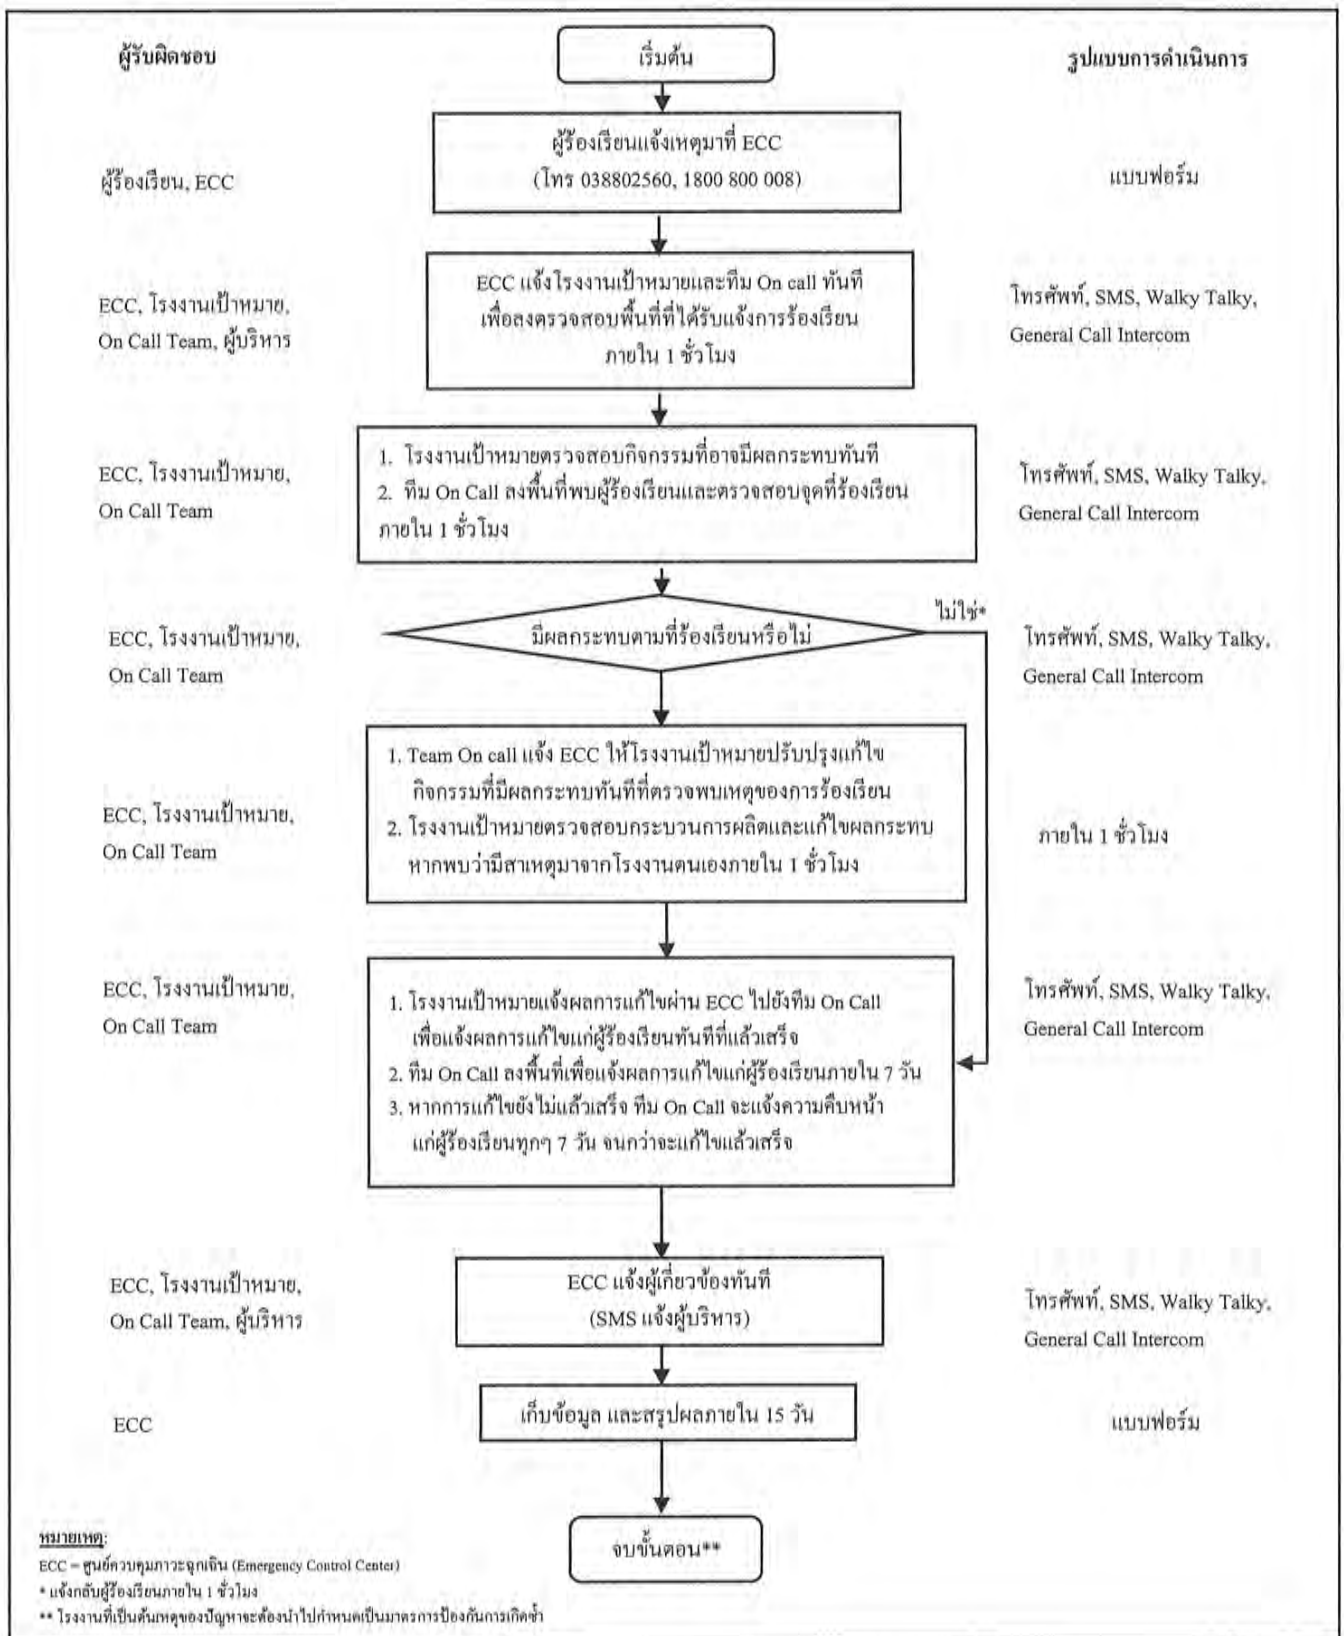 ผู้รับผิดชอบ
เริ่มต้น
รูปแบบการดำเนินการ
ผู้ร้องเรียน, ECC
ผู้ร้องเรียนแจ้งเหตุมาที่ ECC
(โทร 038802560, 1800 800 008)
แบบฟอร์ม
ECC, โรงงานเป้าหมาย,
On Call Team, ผู้บริหาร
ECC แจ้งโรงงานเป้าหมายและทีม On call ทันที
เพื่อลงตรวจสอบพื้นที่ที่ได้รับแจ้งการร้องเรียน
ภายใน 1 ชั่วโมง
โทรศัพท์, SMS, Walky Talky,
General Call Intercom
ECC, โรงงานเป้าหมาย,
On Call Team
1. โรงงานเป้าหมายตรวจสอบกิจกรรมที่อาจมีผลกระทบทันที
2. ทีม On Call ลงพื้นที่พบผู้ร้องเรียนและตรวจสอบจุดที่ร้องเรียน
ภายใน 1 ชั่วโมง
โทรศัพท์, SMS, Walky Talky,
General Call Intercom
ECC, โรงงานเป้าหมาย,
On Call Team
มีผลกระทบตามที่ร้องเรียนหรือไม่
ไม่ใช่*
โทรศัพท์, SMS, Walky Talky,
General Call Intercom
ECC, โรงงานเป้าหมาย,
On Call Team
1. Team On call แจ้ง ECC ให้โรงงานเป้าหมายปรับปรุงแก้ไข
กิจกรรมที่มีผลกระทบทันทีที่ตรวจพบเหตุของการร้องเรียน
2. โรงงานเป้าหมายตรวจสอบกระบวนการผลิตและแก้ไขผลกระทบ
หากพบว่ามีสาเหตุมาจากโรงงานตนเองภายใน 1 ชั่วโมง
ภายใน 1 ชั่วโมง
ECC, โรงงานเป้าหมาย,
On Call Team
1. โรงงานเป้าหมายแจ้งผลการแก้ไขผ่าน ECC ไปยังทีม On Call
เพื่อแจ้งผลการแก้ไขแก่ผู้ร้องเรียนทันทีที่แล้วเสร็จ
2. ทีม On Call ลงพื้นที่เพื่อแจ้งผลการแก้ไขแก่ผู้ร้องเรียนภายใน 7 วัน
3. หากการแก้ไขยังไม่แล้วเสร็จ ทีม On Call จะแจ้งความคืบหน้า
แก่ผู้ร้องเรียนทุกๆ 7 วัน จนกว่าจะแก้ไขแล้วเสร็จ
โทรศัพท์, SMS, Walky Talky,
General Call Intercom
ECC, โรงงานเป้าหมาย,
On Call Team, ผู้บริหาร
ECC แจ้งผู้เกี่ยวข้องทันที
(SMS แจ้งผู้บริหาร)
โทรศัพท์, SMS, Walky Talky,
General Call Intercom
ECC
เก็บข้อมูล และสรุปผลภายใน 15 วัน
แบบฟอร์ม
จบขั้นตอน**
หมายเหตุ:
ECC = ศูนย์ควบคุมภาวะฉุกเฉิน (Emergency Control Center)
* แจ้งกลับผู้ร้องเรียนภายใน 1 ชั่วโมง
** โรงงานที่เป็นต้นเหตุของปัญหาจะต้องนำไปกำหนดเป็นมาตรการป้องกันการเกิดซ้ำ